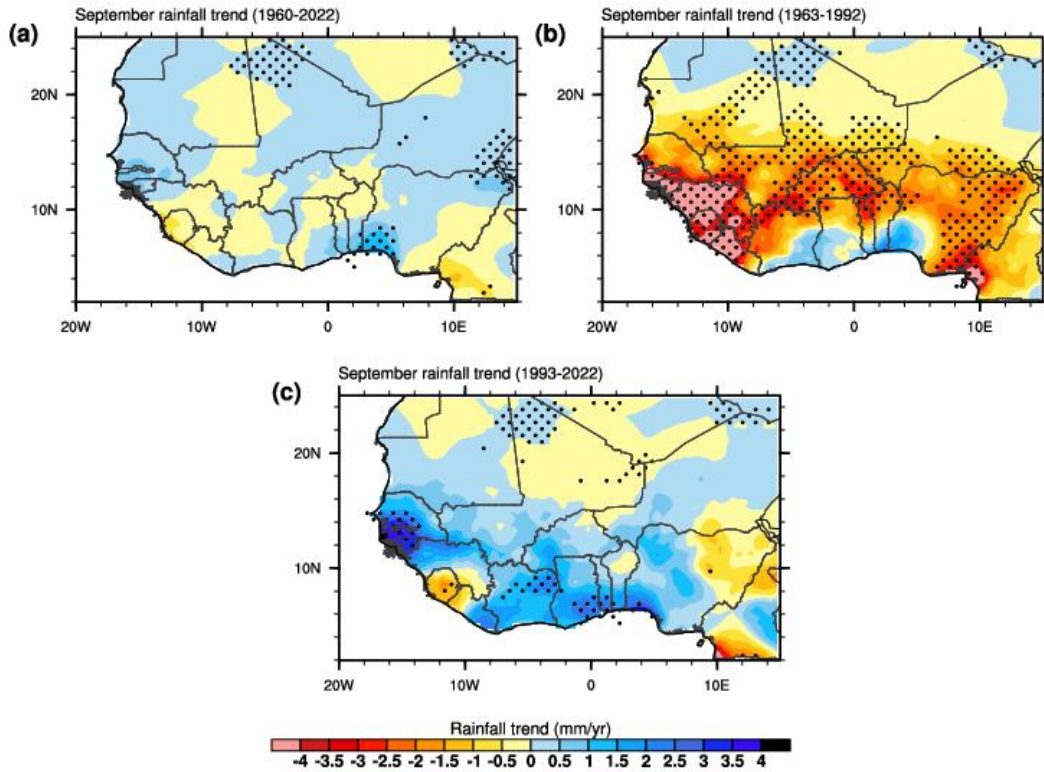 September rainfall trend (1960-2022)
(a)
20N
10N
20W
10W
0
10E
September rainfall trend (1963-1992)
(b)
20N
10N
20W
10W
0
10E
September rainfall trend (1993-2022)
(c)
20N
10N
20W
10W
0
10E
Rainfall trend (mm/yr)
-4 -3.5 -3 -2.5 -2 -1.5 -1 -0.5 0 0.5 1 1.5 2 2.5 3 3.5 4